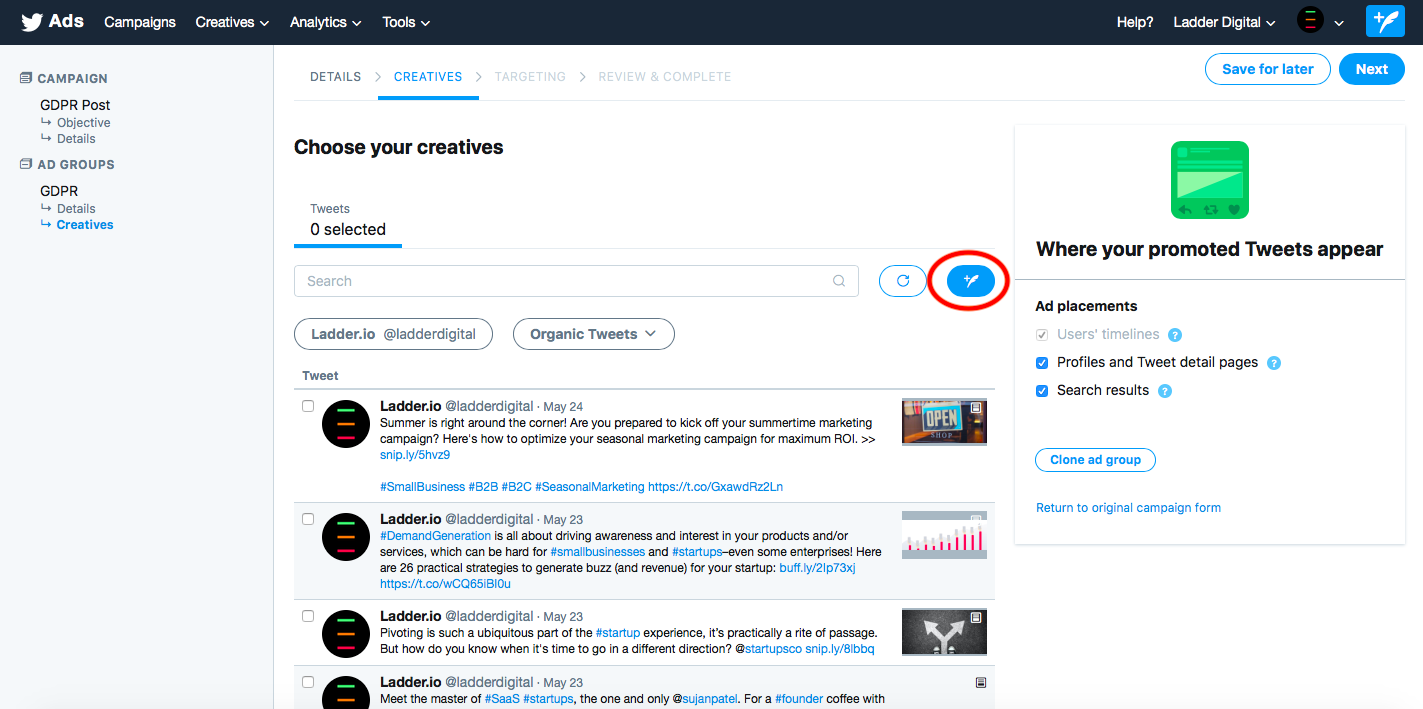 Ads Campaigns Creatives Analytics Tools Help? Ladder Digital
CAMPAIGN
GDPR Post
Objective
Details
AD GROUPS
GDPR
Details
Creatives
DETAILS CREATIVES TARGETING REVIEW & COMPLETE
Save for later Next
Choose your creatives
Tweets
0 selected
Search
Ladder.io @ladderdigital Organic Tweets
Tweet
Ladder.io @ladderdigital · May 24
Summer is right around the corner! Are you prepared to kick off your summertime marketing
campaign? Here's how to optimize your seasonal marketing campaign for maximum ROI. >>
snip.ly/5hvz9
#SmallBusiness #B2B #B2C #SeasonalMarketing https://t.co/GxawdRz2Ln
OPEN
SHOP
Ladder.io @ladderdigital · May 23
#DemandGeneration is all about driving awareness and interest in your products and/or
services, which can be hard for #smallbusinesses and #startups–even some enterprises! Here
are 26 practical strategies to generate buzz (and revenue) for your startup: buff.ly/2Ip73xj
https://t.co/wCQ65iBI0u
Ladder.io @ladderdigital · May 23
Pivoting is such a ubiquitous part of the #startup experience, it's practically a rite of passage.
But how do you know when it's time to go in a different direction? @startupsco snip.ly/8lbbq
Ladder.io @ladderdigital · May 23
Meet the master of #SaaS #startups, the one and only @sujanpatel. For a #founder coffee with
Where your promoted Tweets appear
Ad placements
Users' timelines ?
Profiles and Tweet detail pages ?
Search results ?
Clone ad group
Return to original campaign form